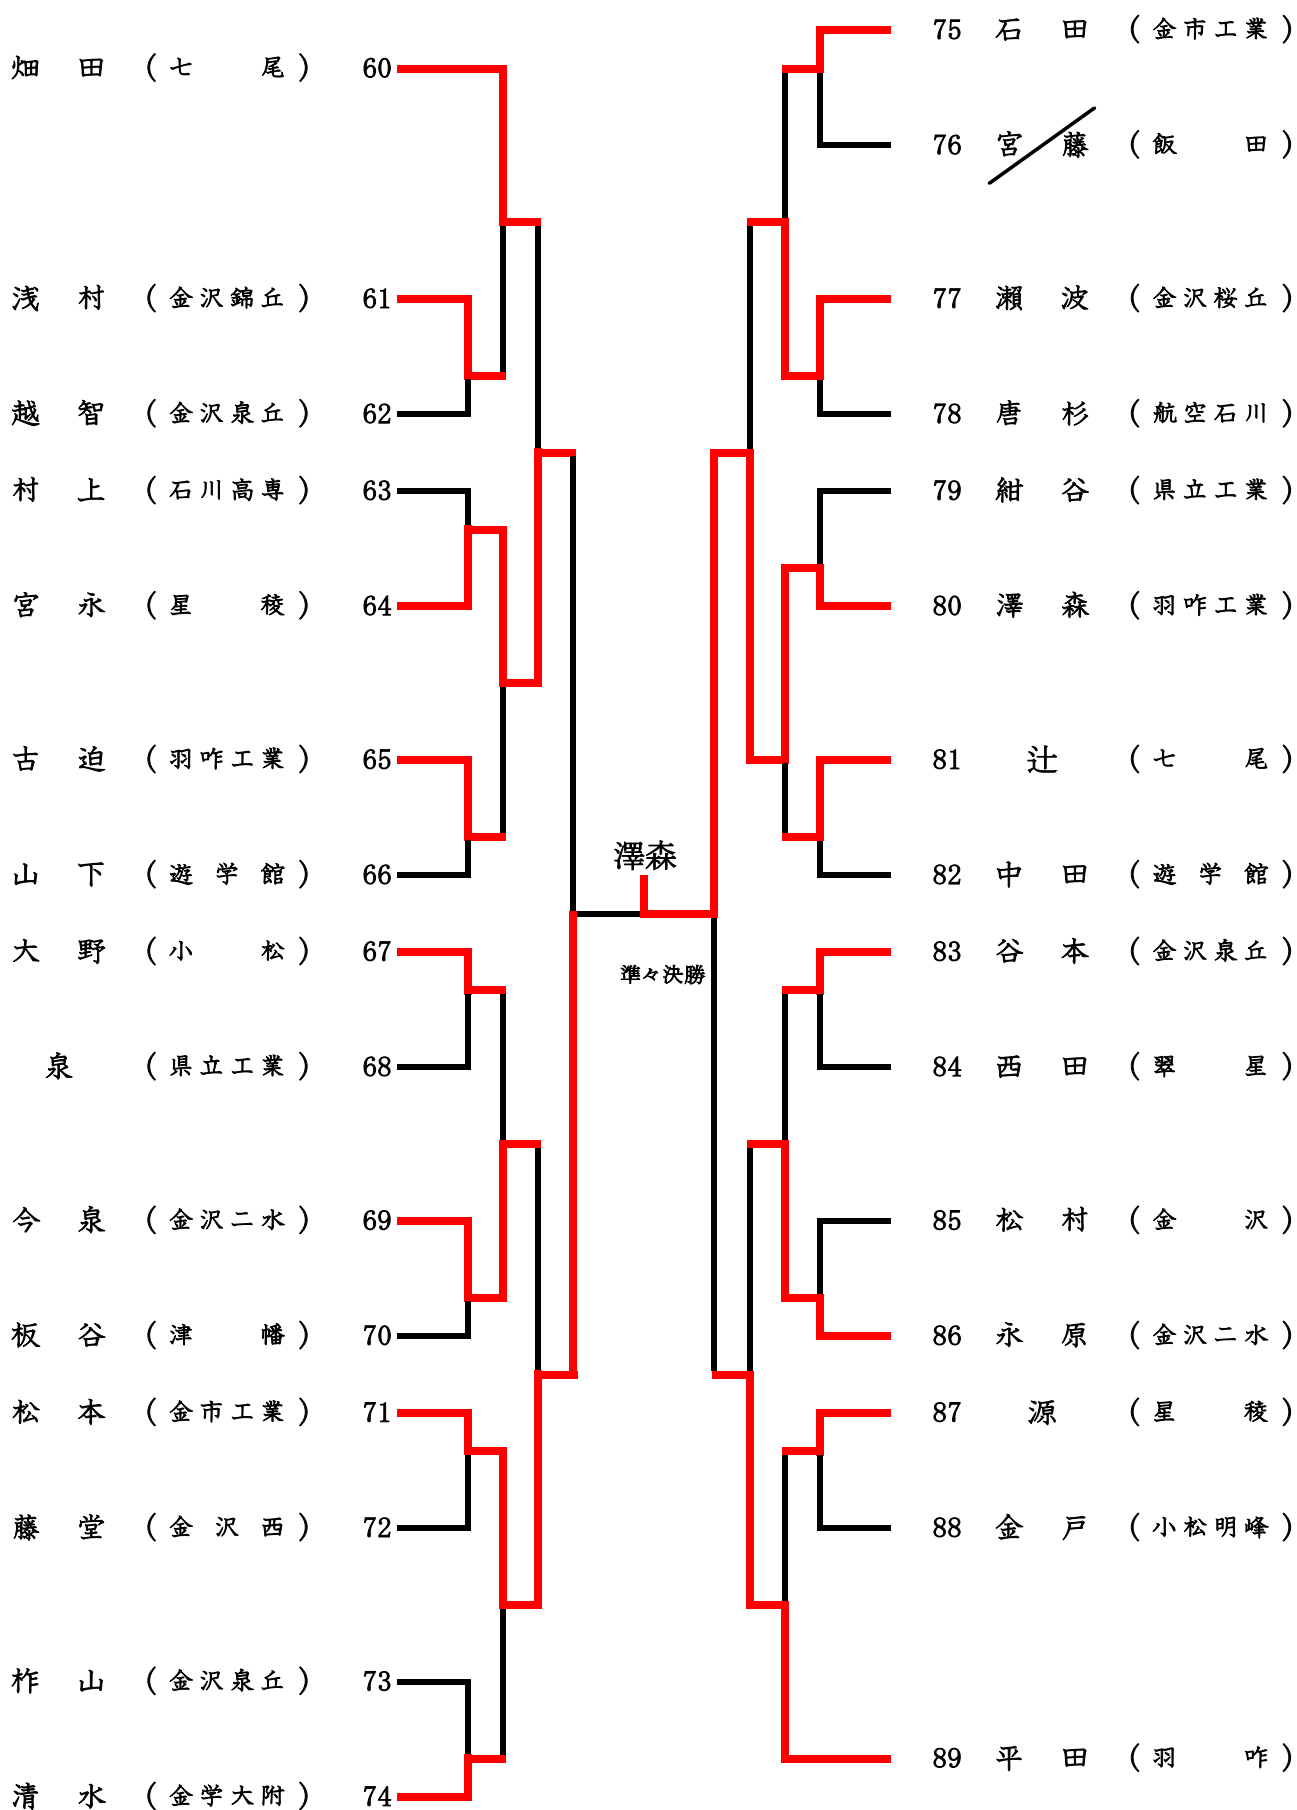 畑田(七尾) 60
浅村(金沢錦丘) 61
越智(金沢泉丘) 62
村上(石川高専) 63
宮永(星稜) 64
古迫(羽咋工業) 65
山下(遊学館) 66
大野(小松) 67
泉(県立工業) 68
今泉(金沢二水) 69
板谷(津幡) 70
松本(金市工業) 71
藤堂(金沢西) 72
柞山(金沢泉丘) 73
清水(金学大附) 74
澤森
準々決勝
75 石田(金市工業)
76 宮藤(飯田)
77 瀬波(金沢桜丘)
78 唐杉(航空石川)
79 紺谷(県立工業)
80 澤森(羽咋工業)
81 辻(七尾)
82 中田(遊学館)
83 谷本(金沢泉丘)
84 西田(翠星)
85 松村(金沢)
86 永原(金沢二水)
87 源(星稜)
88 金戸(小松明峰)
89 平田(羽咋)